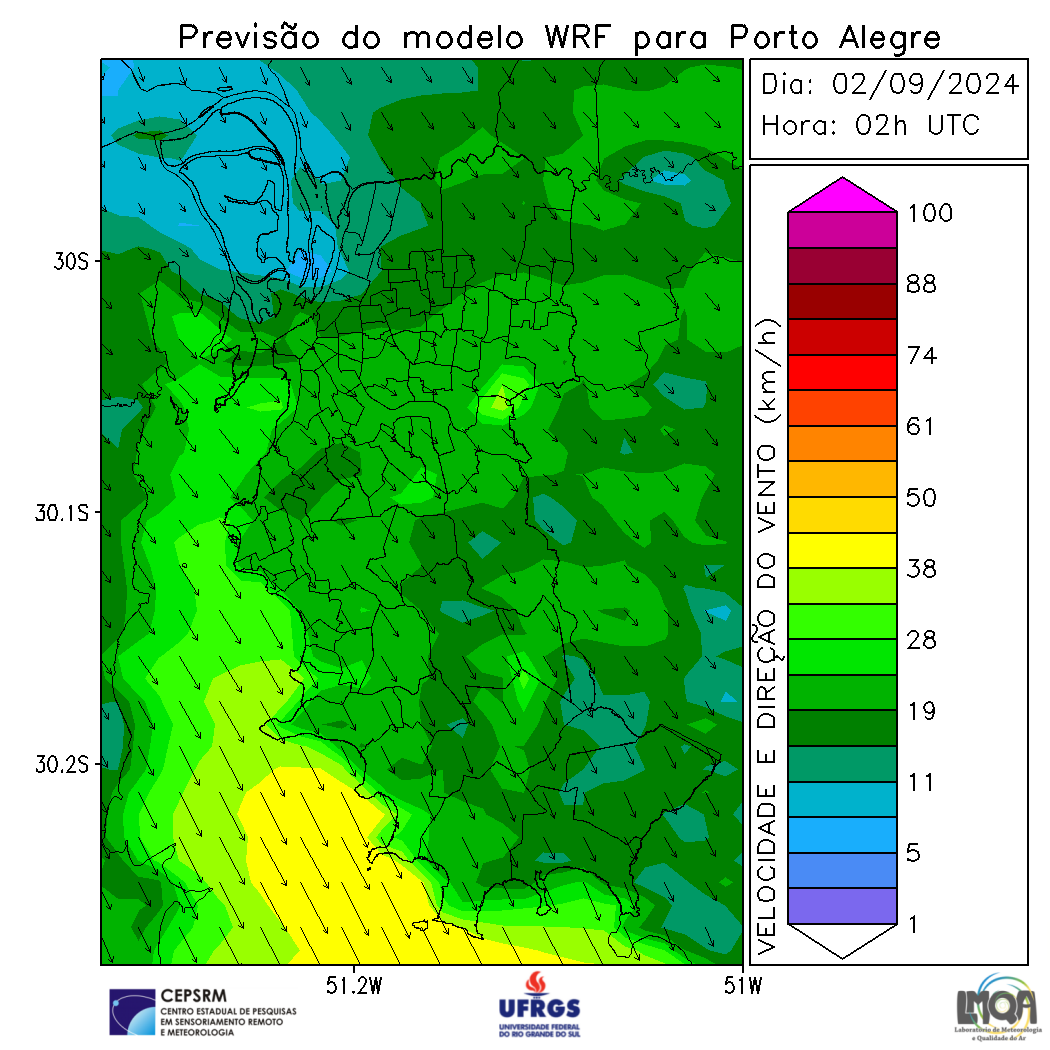 Previsão do modelo WRF para Porto Alegre
Dia: 02/09/2024
Hora: 02h UTC
30S
30.1S
30.2S
51.2W
51W
VELOCIDADE E DIREÇÃO DO VENTO (km/h)
100
88
74
61
50
38
28
19
11
5
1
CEPSRM
CENTRO ESTADUAL DE PESQUISAS
EM SENSORIAMENTO REMOTO
E METEOROLOGIA
UFRGS
UNIVERSIDADE FEDERAL
DO RIO GRANDE DO SUL
LMQA
Laboratório de Meteorologia
e Qualidade do Ar